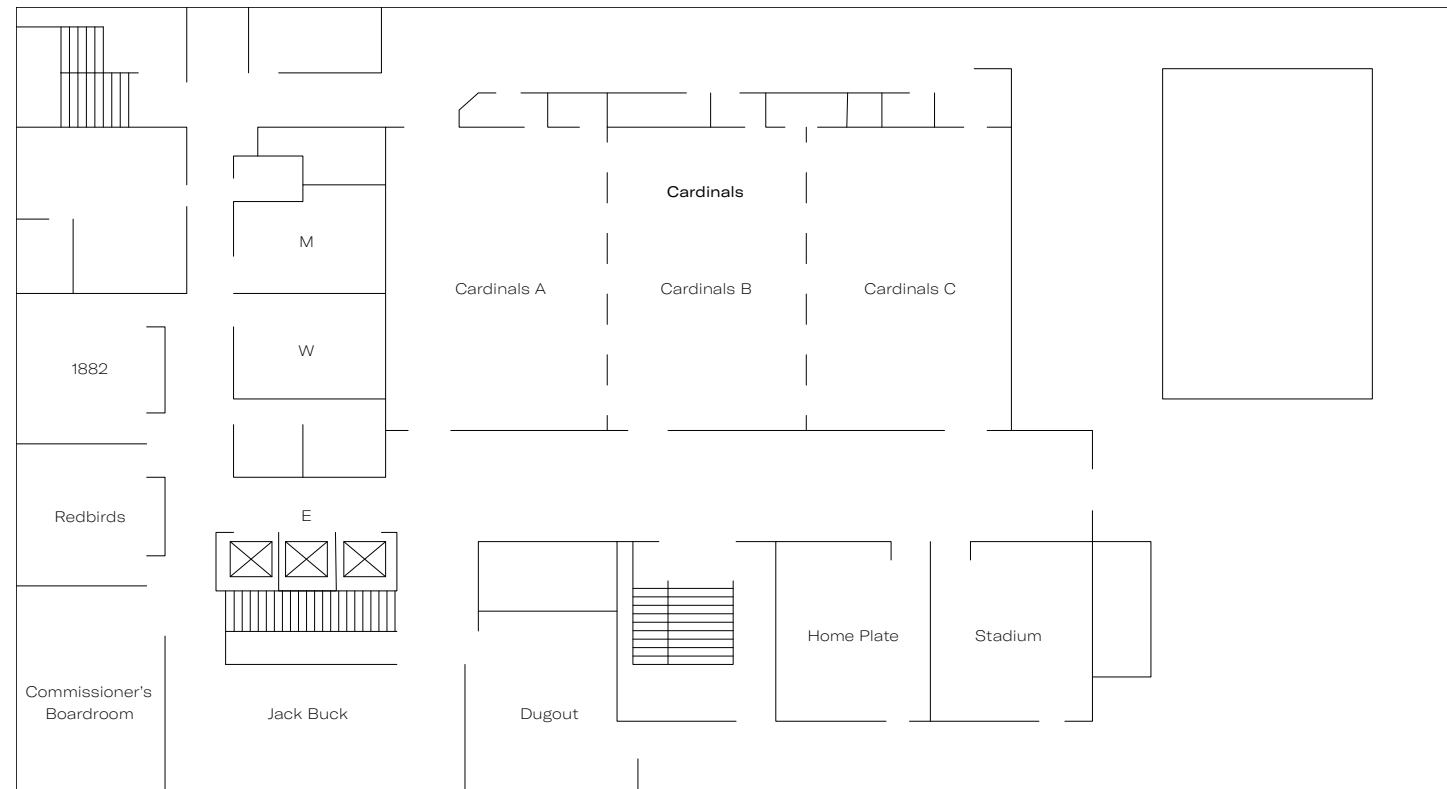 Cardinals
M
Cardinals A
Cardinals B
Cardinals C
W
1882
Redbirds
E
Home Plate
Stadium
Commissioner's
Boardroom
Jack Buck
Dugout